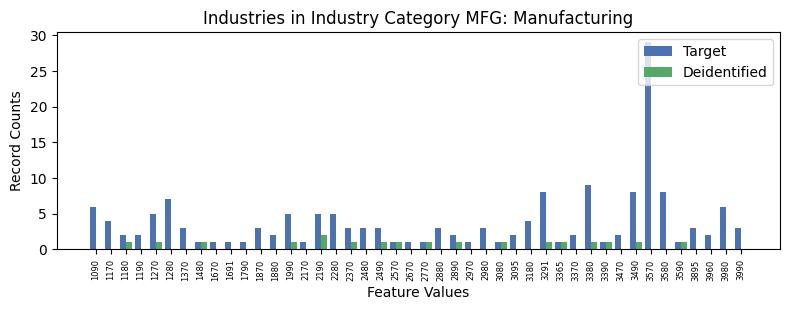 Industries in Industry Category MFG: Manufacturing
Record Counts
30
25
20
15
10
5
0
Target
Deidentified
1090 1170 1180 1190 1270 1280 1370 1480 1670 1691 1790 1870 1880 1990 2170 2190 2280 2370 2480 2490 2570 2670 2770 2880 2890 2970 2980 3080 3095 3180 3291 3365 3370 3380 3390 3470 3490 3570 3580 3590 3895 3960 3980 3990
Feature Values